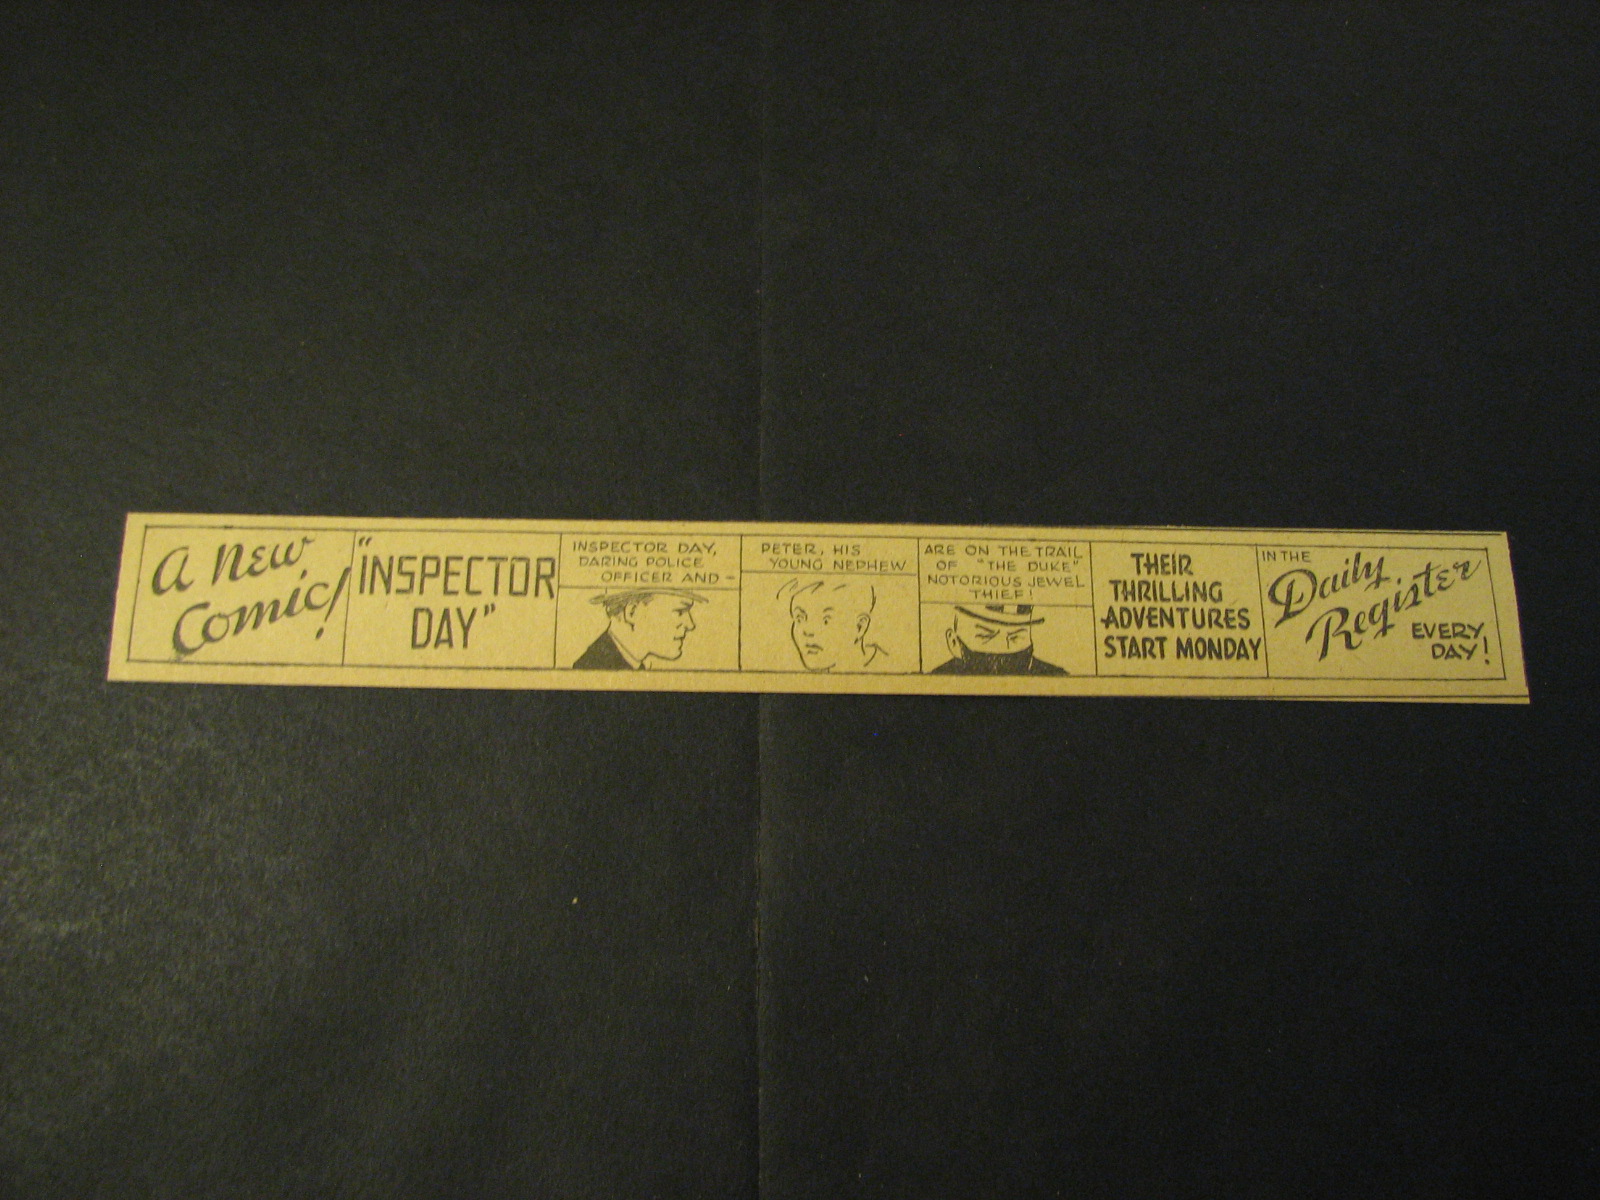 A New
Comic!
"INSPECTOR
DAY"
INSPECTOR DAY,
DARING POLICE
OFFICER AND -
PETER, HIS
YOUNG NEPHEW
ARE ON THE TRAIL
OF "THE DUKE"
NOTORIOUS JEWEL
THIEF!
THEIR
THRILLING
ADVENTURES
START MONDAY
IN THE
Daily
Register
EVERY
DAY!